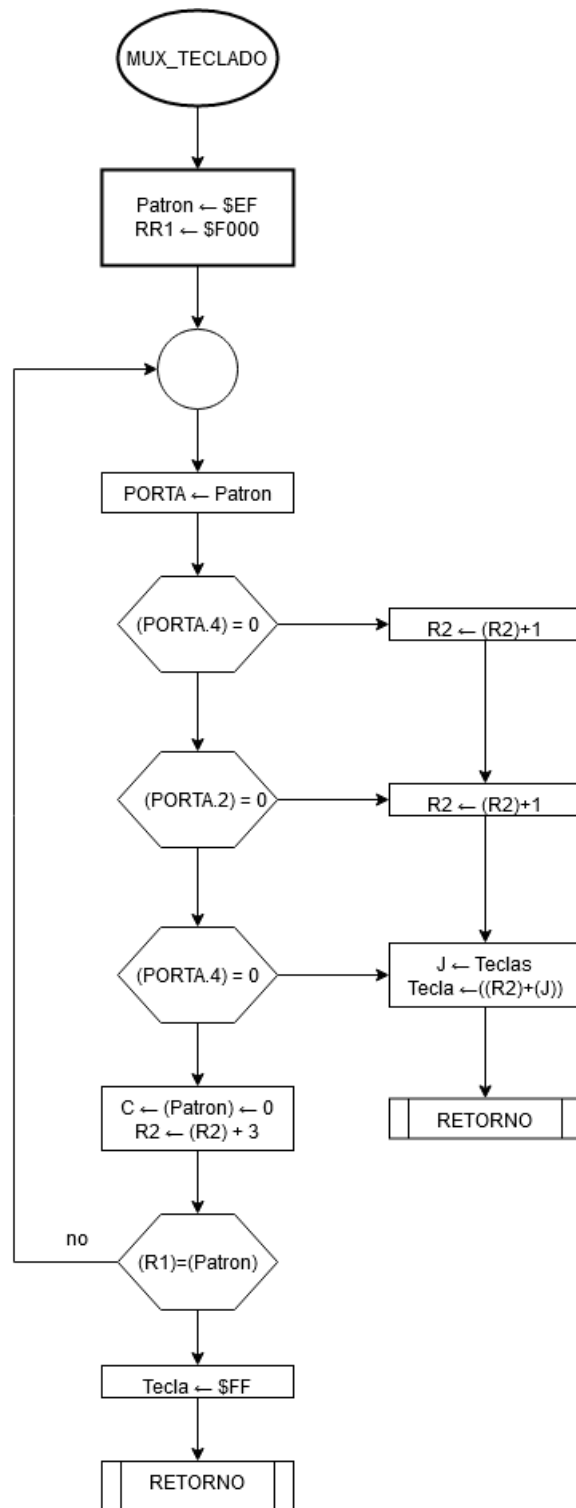 MUX_TECLADO
Patron ← $EF
RR1 ← $F000
PORTA ← Patron
(PORTA.4) = 0
R2 ← (R2)+1
(PORTA.2) = 0
R2 ← (R2)+1
(PORTA.4) = 0
J ← Teclas
Tecla ←((R2)+(J))
C ← (Patron) ← 0
R2 ← (R2) + 3
RETORNO
no
(R1)=(Patron)
Tecla ← $FF
RETORNO